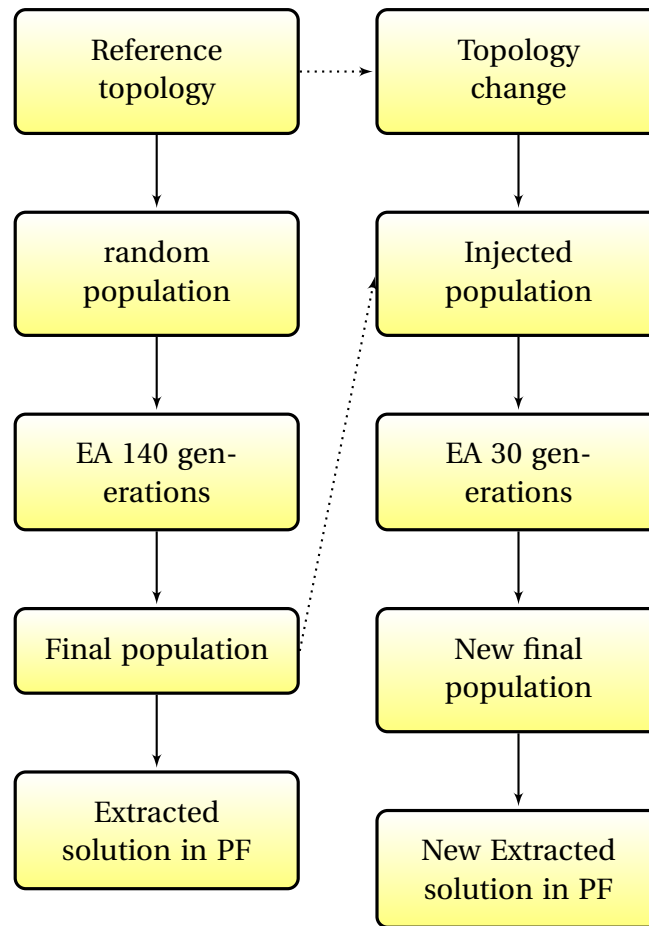 Reference
topology
random
population
EA 140 gen-
erations
Final population
Extracted
solution in PF
Topology
change
Injected
population
EA 30 gen-
erations
New final
population
New Extracted
solution in PF